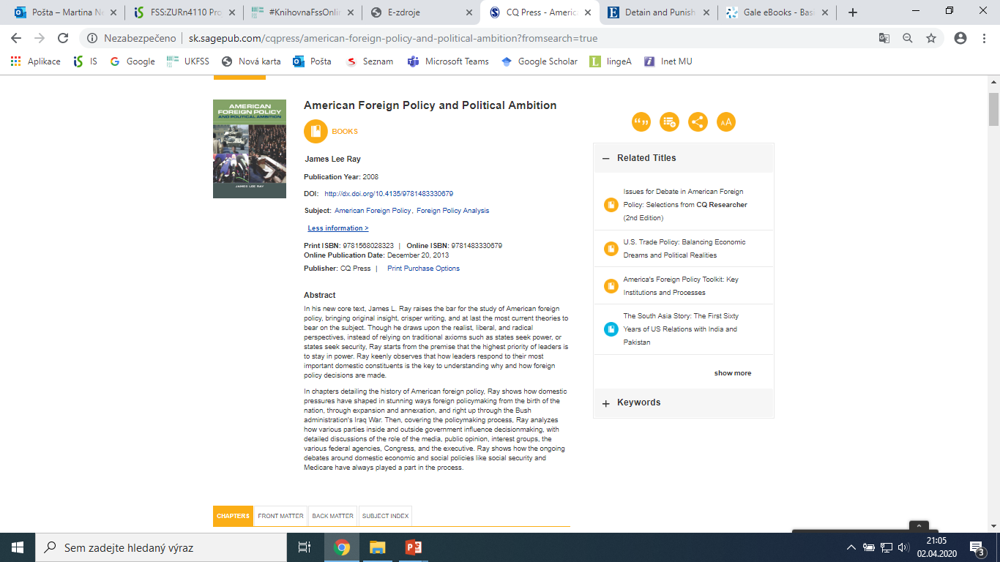 Pošta – Martina Ne
FSS:ZURn4110 Pro
#KnihovnaFssOnlin
E-zdroje
CQ Press - Americ
Detain and Punish
Gale eBooks - Bas
Nezabezpečeno
sk.sagepub.com/cqpress/american-foreign-policy-and-political-ambition?fromsearch=true
Aplikace
IS
Google
UKFSS
Nová karta
Pošta
Seznam
Microsoft Teams
Google Scholar
lingeA
Inet MU
AMERICAN
FOREIGN POLICY
AND POLITICAL AMBITION
JAMES LEE RAY
American Foreign Policy and Political Ambition
BOOKS
James Lee Ray
Publication Year: 2008
DOI: http://dx.doi.org/10.4135/9781483330679
Subject: American Foreign Policy, Foreign Policy Analysis
Less information >
Print ISBN: 9781568028323 | Online ISBN: 9781483330679
Online Publication Date: December 20, 2013
Publisher: CQ Press | Print Purchase Options
Abstract
In his new core text, James L. Ray raises the bar for the study of American foreign
policy, bringing original insight, crisper writing, and at last the most current theories to
bear on the subject. Though he draws upon the realist, liberal, and radical
perspectives, instead of relying on traditional axioms such as states seek power, or
states seek security, Ray starts from the premise that the highest priority of leaders is
to stay in power. Ray keenly observes that how leaders respond to their most
important domestic constituents is the key to understanding why and how foreign
policy decisions are made.
In chapters detailing the history of American foreign policy, Ray shows how domestic
pressures have shaped in stunning ways foreign policymaking from the birth of the
nation, through expansion and annexation, and right up through the Bush
administration's Iraq War. Then, covering the policymaking process, Ray analyzes
how various parties inside and outside government influence decisionmaking, with
detailed discussions of the role of the media, public opinion, interest groups, the
various federal agencies, Congress, and the executive. Ray shows how the ongoing
debates around domestic economic and social policies like social security and
Medicare have always played a part in the process.
CHAPTERS
FRONT MATTER
BACK MATTER
SUBJECT INDEX
AA
Related Titles
Issues for Debate in American Foreign
Policy: Selections from CQ Researcher
(2nd Edition)
U.S. Trade Policy: Balancing Economic
Dreams and Political Realities
America's Foreign Policy Toolkit: Key
Institutions and Processes
The South Asia Story: The First Sixty
Years of US Relations with India and
Pakistan
show more
Keywords
Sem zadejte hledaný výraz
21:05
02.04.2020
3